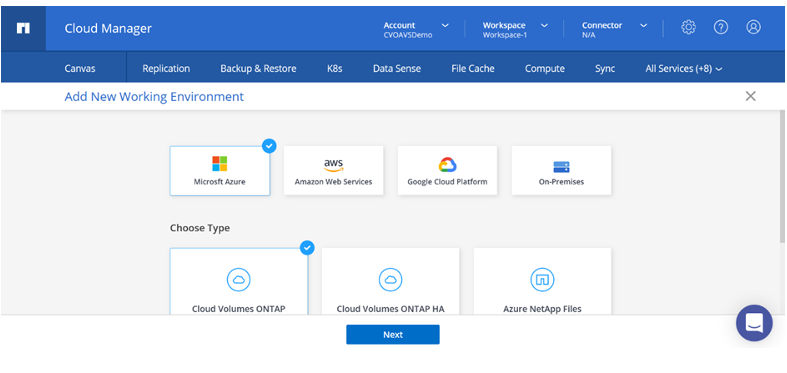 Cloud Manager
Account
CVOAVSDemo
Workspace
Workspace-1
Connector
N/A
Canvas Replication Backup & Restore K8s Data Sense File Cache Compute Sync All Services (+8)
Add New Working Environment
Microsft Azure
aws
Amazon Web Services
Google Cloud Platform
On-Premises
Choose Type
Cloud Volumes ONTAP
Cloud Volumes ONTAP HA
Azure NetApp Files
Next